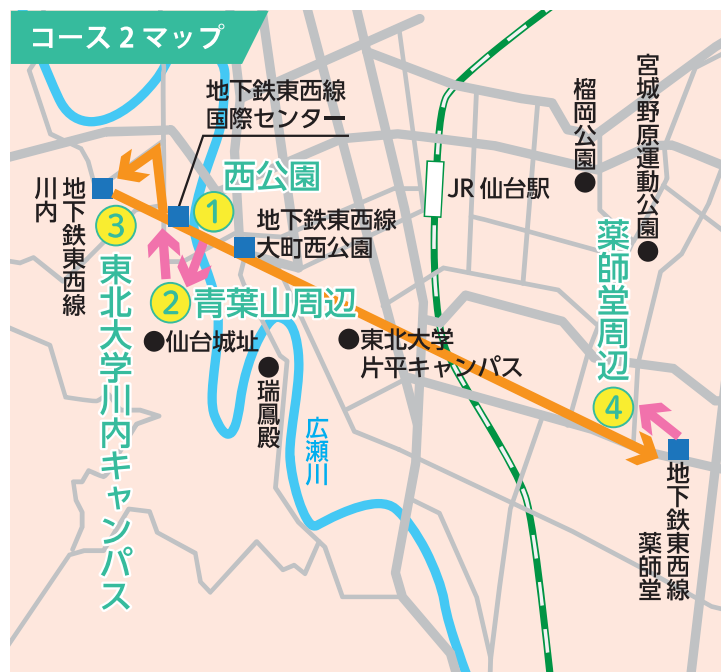 コース2マップ
地下鉄東西線
国際センター
宮城野原運動公園
榴岡公園
西公園
JR仙台駅
地下鉄東西線
川内
1
地下鉄東西線
大町西公園
3
東北大学川内キャンパス
2
青葉山周辺
薬師堂周辺
仙台城址
東北大学
片平キャンパス
瑞鳳殿
4
広瀬川
地下鉄東西線
薬師堂